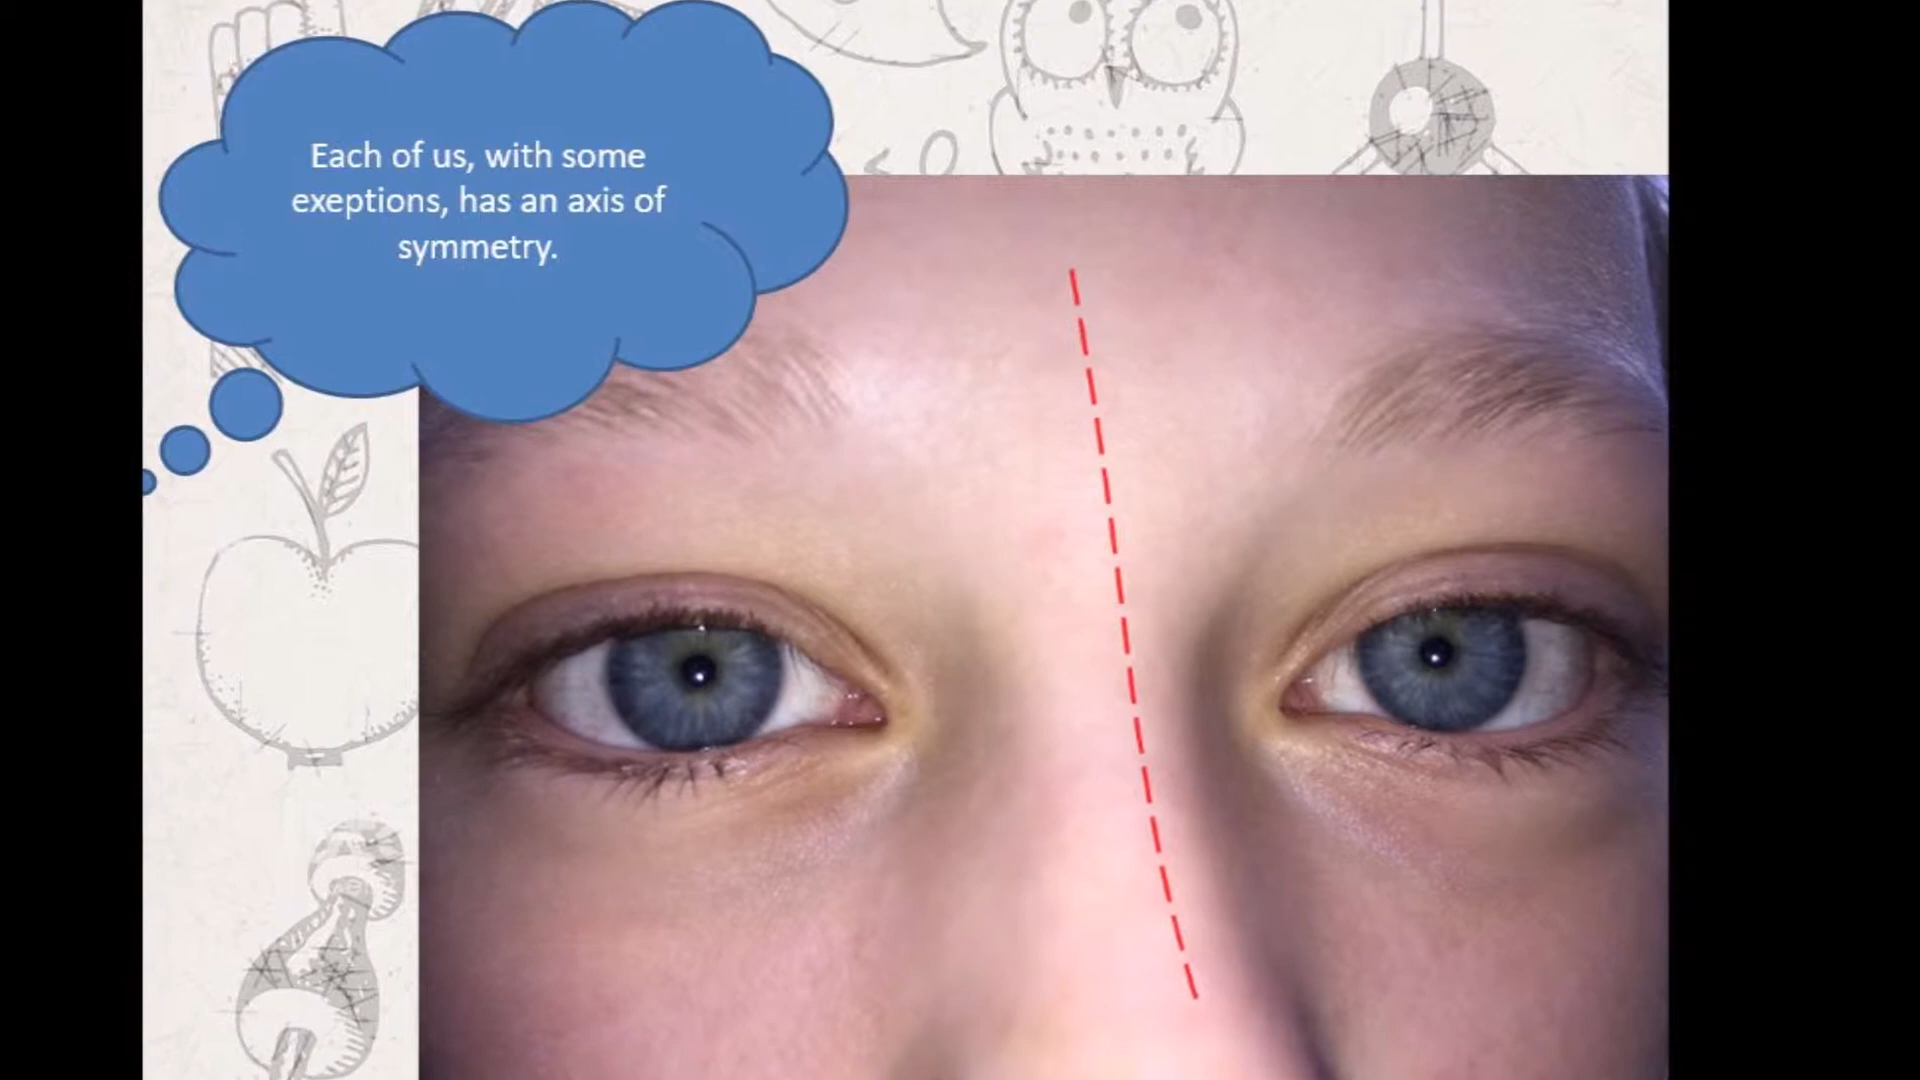 Each of us, with some
exeptions, has an axis of
symmetry.